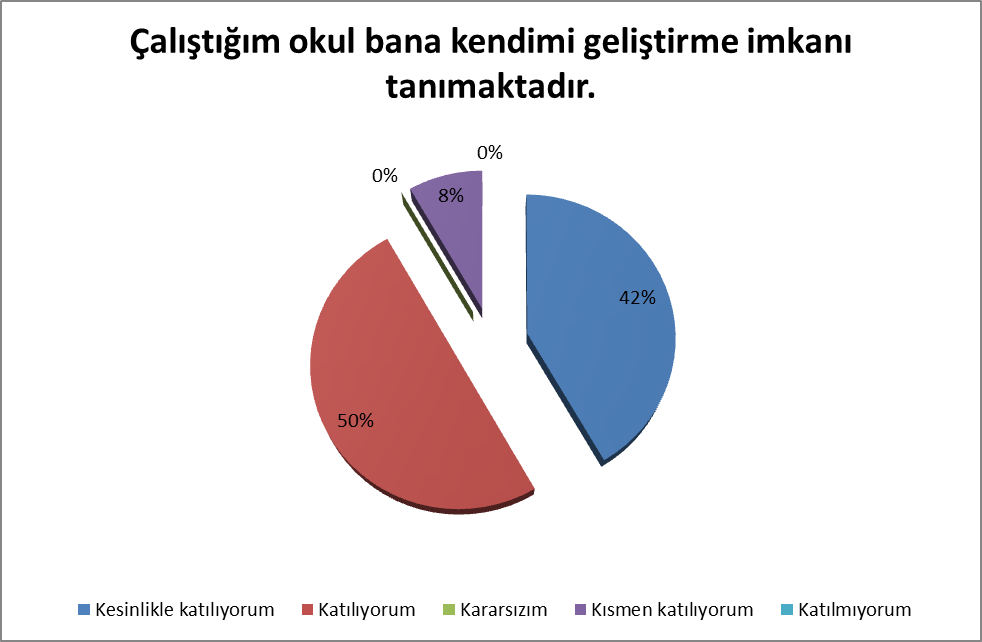 Çalıştığım okul bana kendimi geliştirme imkanı
tanımaktadır.
0%
0%
8%
42%
50%
Kesinlikle katılıyorum Katılıyorum Kararsızım Kısmen katılıyorum Katılmıyorum